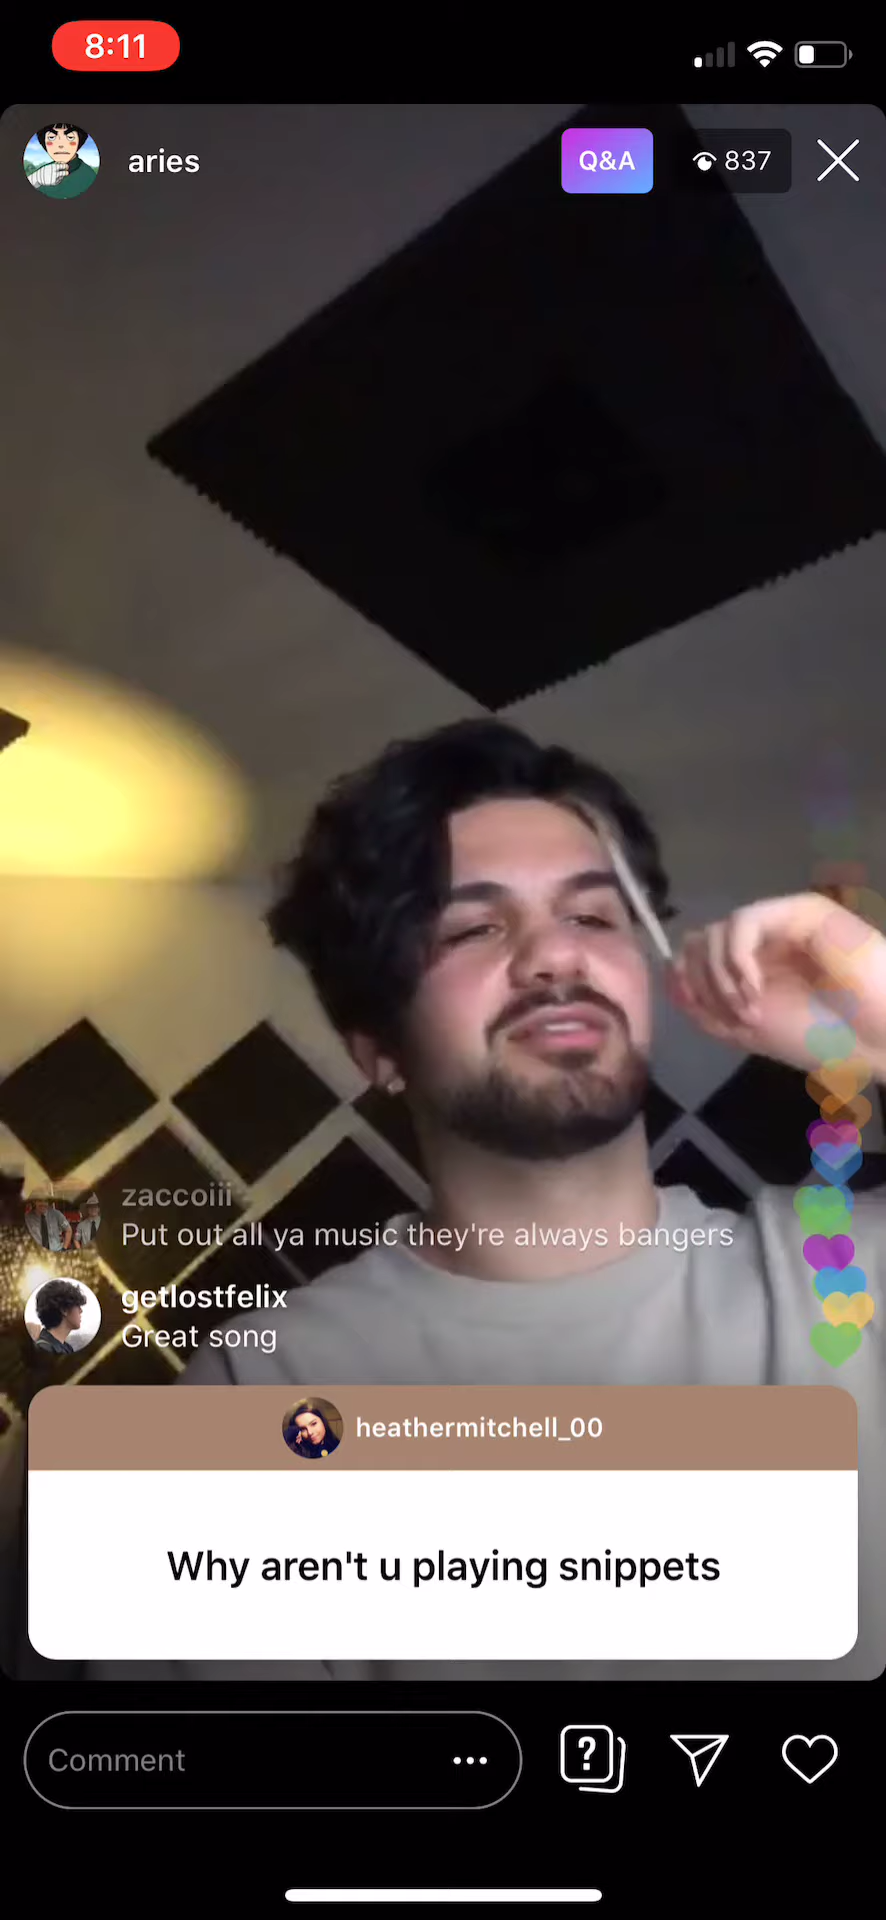 8:11
aries
Q&A
837
zaccoiii
Put out all ya music they're always bangers
getlostfelix
Great song
heathermitchell_00
Why aren't u playing snippets
Comment